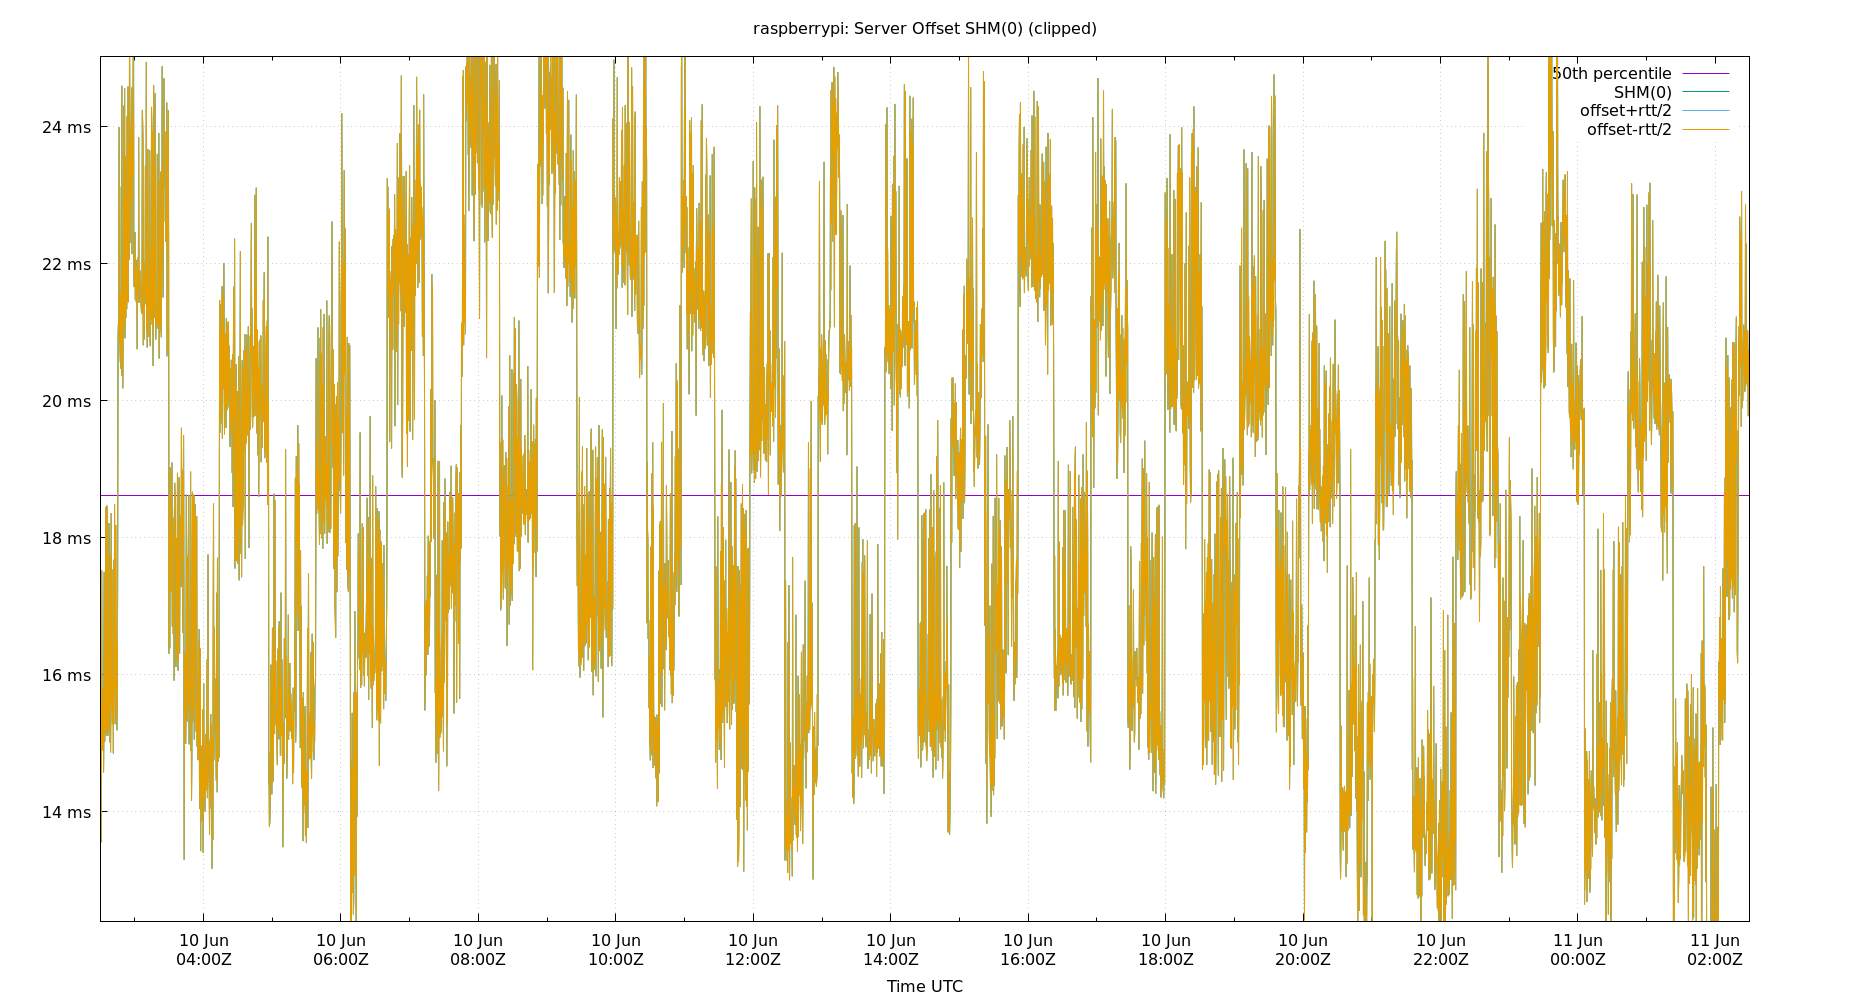 raspberrypi: Server Offset SHM(0) (clipped)
50th percentile
SHM(0)
offset+rtt/2
offset-rtt/2
24 ms
22 ms
20 ms
18 ms
16 ms
14 ms
10 Jun 10 Jun 10 Jun 10 Jun 10 Jun 10 Jun 10 Jun 10 Jun 10 Jun 10 Jun 11 Jun 11 Jun
04:00Z 06:00Z 08:00Z 10:00Z 12:00Z 14:00Z 16:00Z 18:00Z 20:00Z 22:00Z 00:00Z 02:00Z
Time UTC